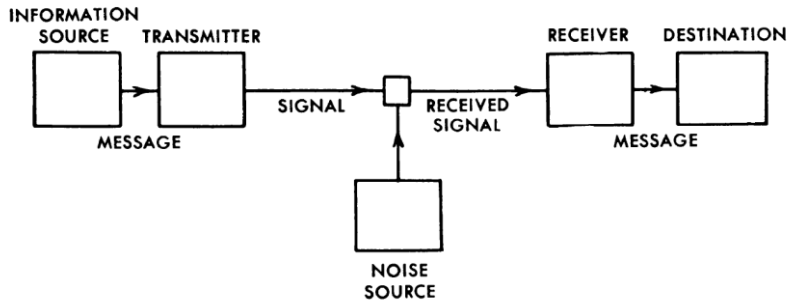 INFORMATION
SOURCE
TRANSMITTER
RECEIVER
DESTINATION
SIGNAL
RECEIVED
SIGNAL
MESSAGE
MESSAGE
NOISE
SOURCE